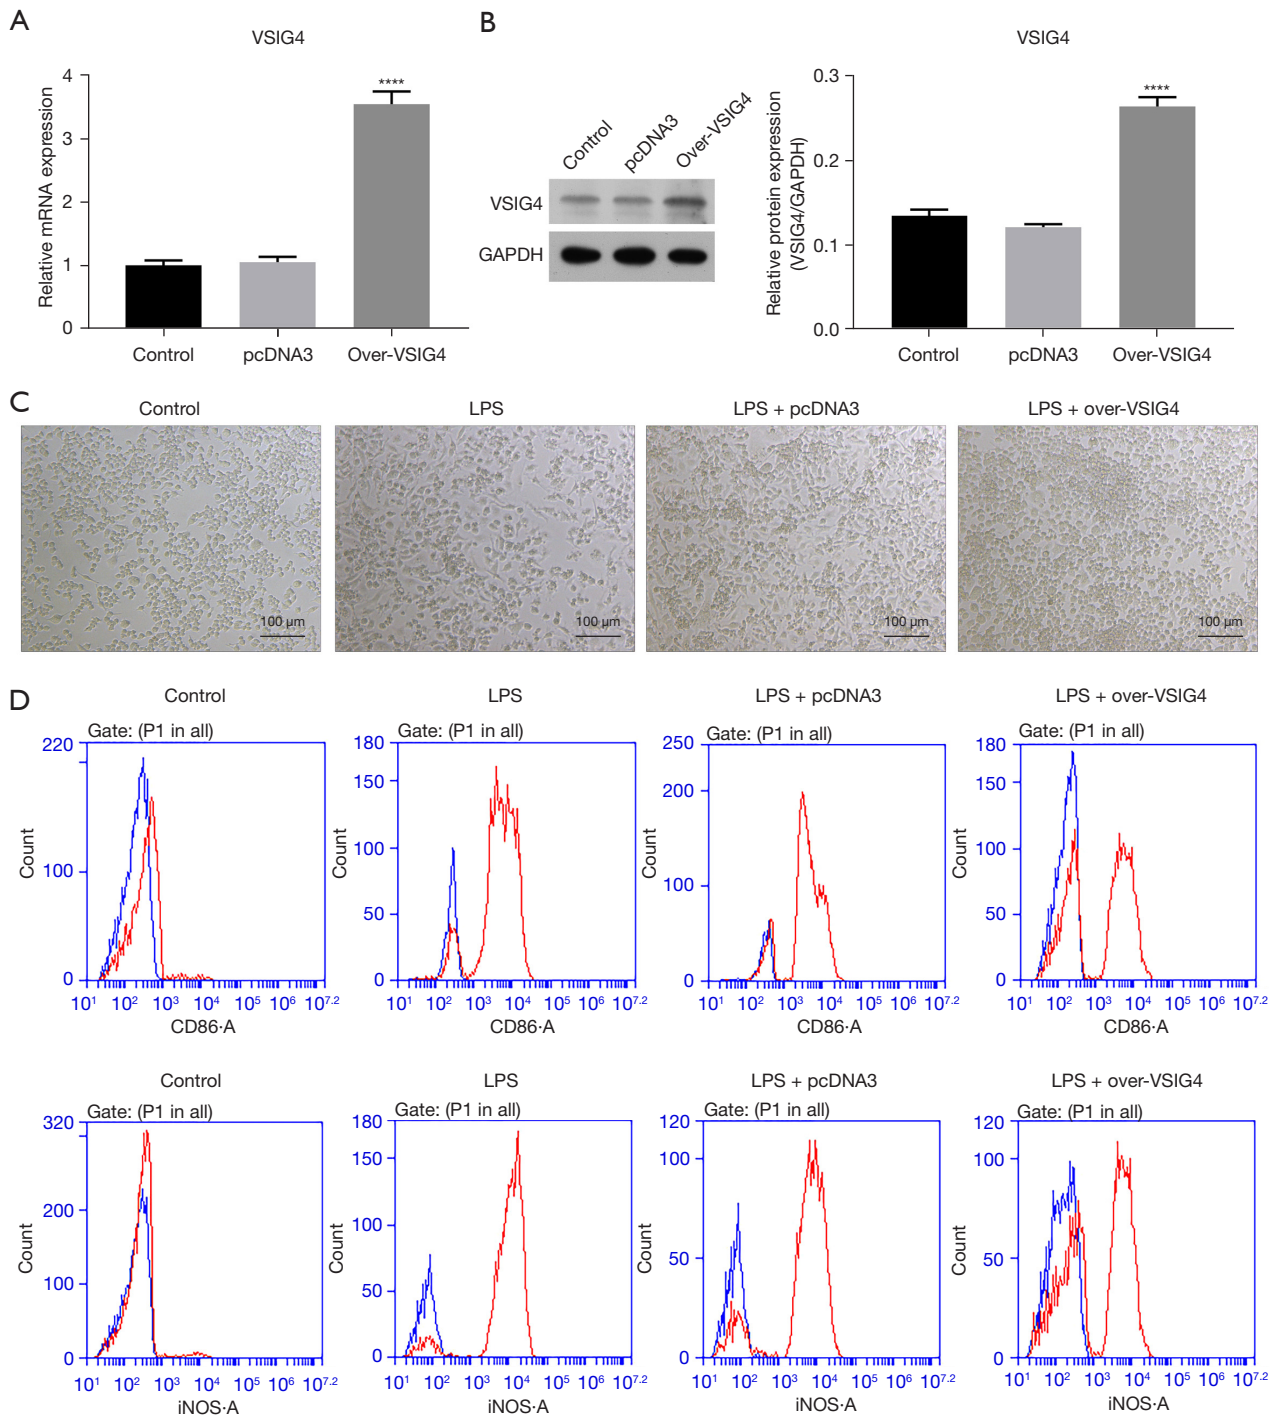 A
VSIG4
Relative mRNA expression
4
3
2
1
0
****
Control pcDNA3 Over-VSIG4
B
Control pcDNA3 Over-VSIG4
VSIG4
GAPDH
VSIG4
Relative protein expression
(VSIG4/GAPDH)
0.3
0.2
0.1
0.0
****
Control pcDNA3 Over-VSIG4
C
Control LPS LPS + pcDNA3 LPS + over-VSIG4
100 µm 100 µm 100 µm 100 µm
D
Control
Gate: (P1 in all)
Count
220
100
0
10¹ 10² 10³ 10⁴ 10⁵ 10⁶ 10⁷·²
CD86·A
LPS
Gate: (P1 in all)
Count
180
150
100
50
0
10¹ 10² 10³ 10⁴ 10⁵ 10⁶ 10⁷·²
CD86·A
LPS + pcDNA3
Gate: (P1 in all)
Count
250
200
100
0
10¹ 10² 10³ 10⁴ 10⁵ 10⁶ 10⁷·²
CD86·A
LPS + over-VSIG4
Gate: (P1 in all)
Count
180
150
100
50
0
10¹ 10² 10³ 10⁴ 10⁵ 10⁶ 10⁷·²
CD86·A
Control
Gate: (P1 in all)
Count
320
300
200
100
0
10¹ 10² 10³ 10⁴ 10⁵ 10⁶ 10⁷·²
iNOS·A
LPS
Gate: (P1 in all)
Count
180
150
100
50
0
10¹ 10² 10³ 10⁴ 10⁵ 10⁶ 10⁷·²
iNOS·A
LPS + pcDNA3
Gate: (P1 in all)
Count
120
100
50
0
10¹ 10² 10³ 10⁴ 10⁵ 10⁶ 10⁷·²
iNOS·A
LPS + over-VSIG4
Gate: (P1 in all)
Count
120
100
50
0
10¹ 10² 10³ 10⁴ 10⁵ 10⁶ 10⁷·²
iNOS·A